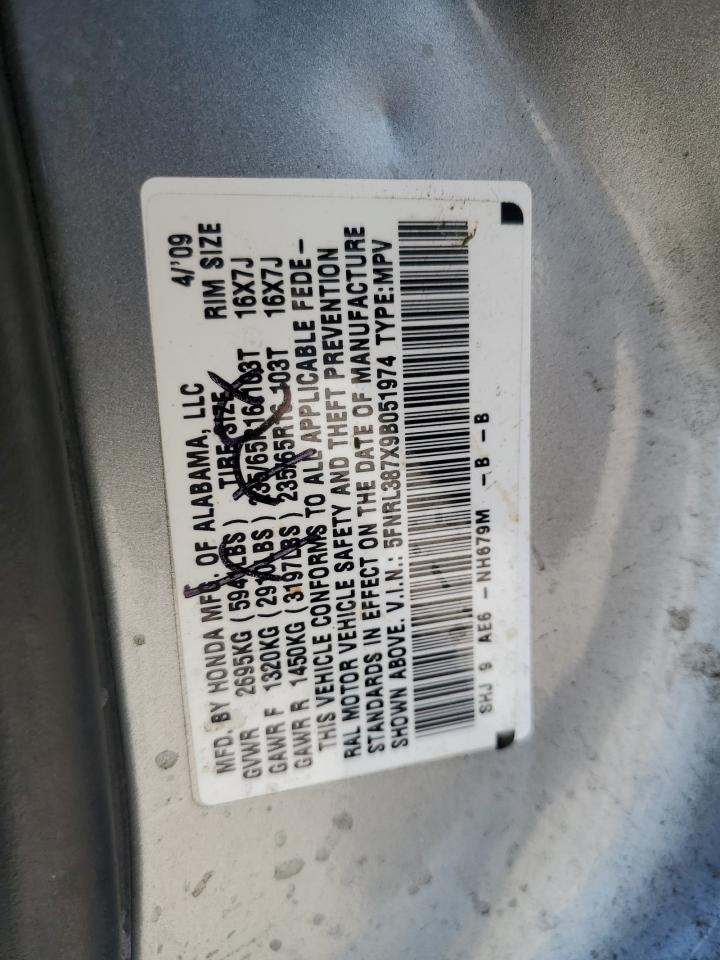 MFD. BY HONDA MFG. OF ALABAMA, LLC 4/'09
GVWR 2695KG (5941LBS) TIRE SIZE RIM SIZE
GAWR F 1320KG (2910LBS) 235/65R16 103T 16X7J
GAWR R 1450KG (3197LBS) 235/65R16 103T 16X7J
THIS VEHICLE CONFORMS TO ALL APPLICABLE FEDE-
RAL MOTOR VEHICLE SAFETY AND THEFT PREVENTION
STANDARDS IN EFFECT ON THE DATE OF MANUFACTURE
SHOWN ABOVE. V.I.N.: 5FNRL387X9B051974 TYPE:MPV
SHJ 9 AE6 -NH679M -B -B